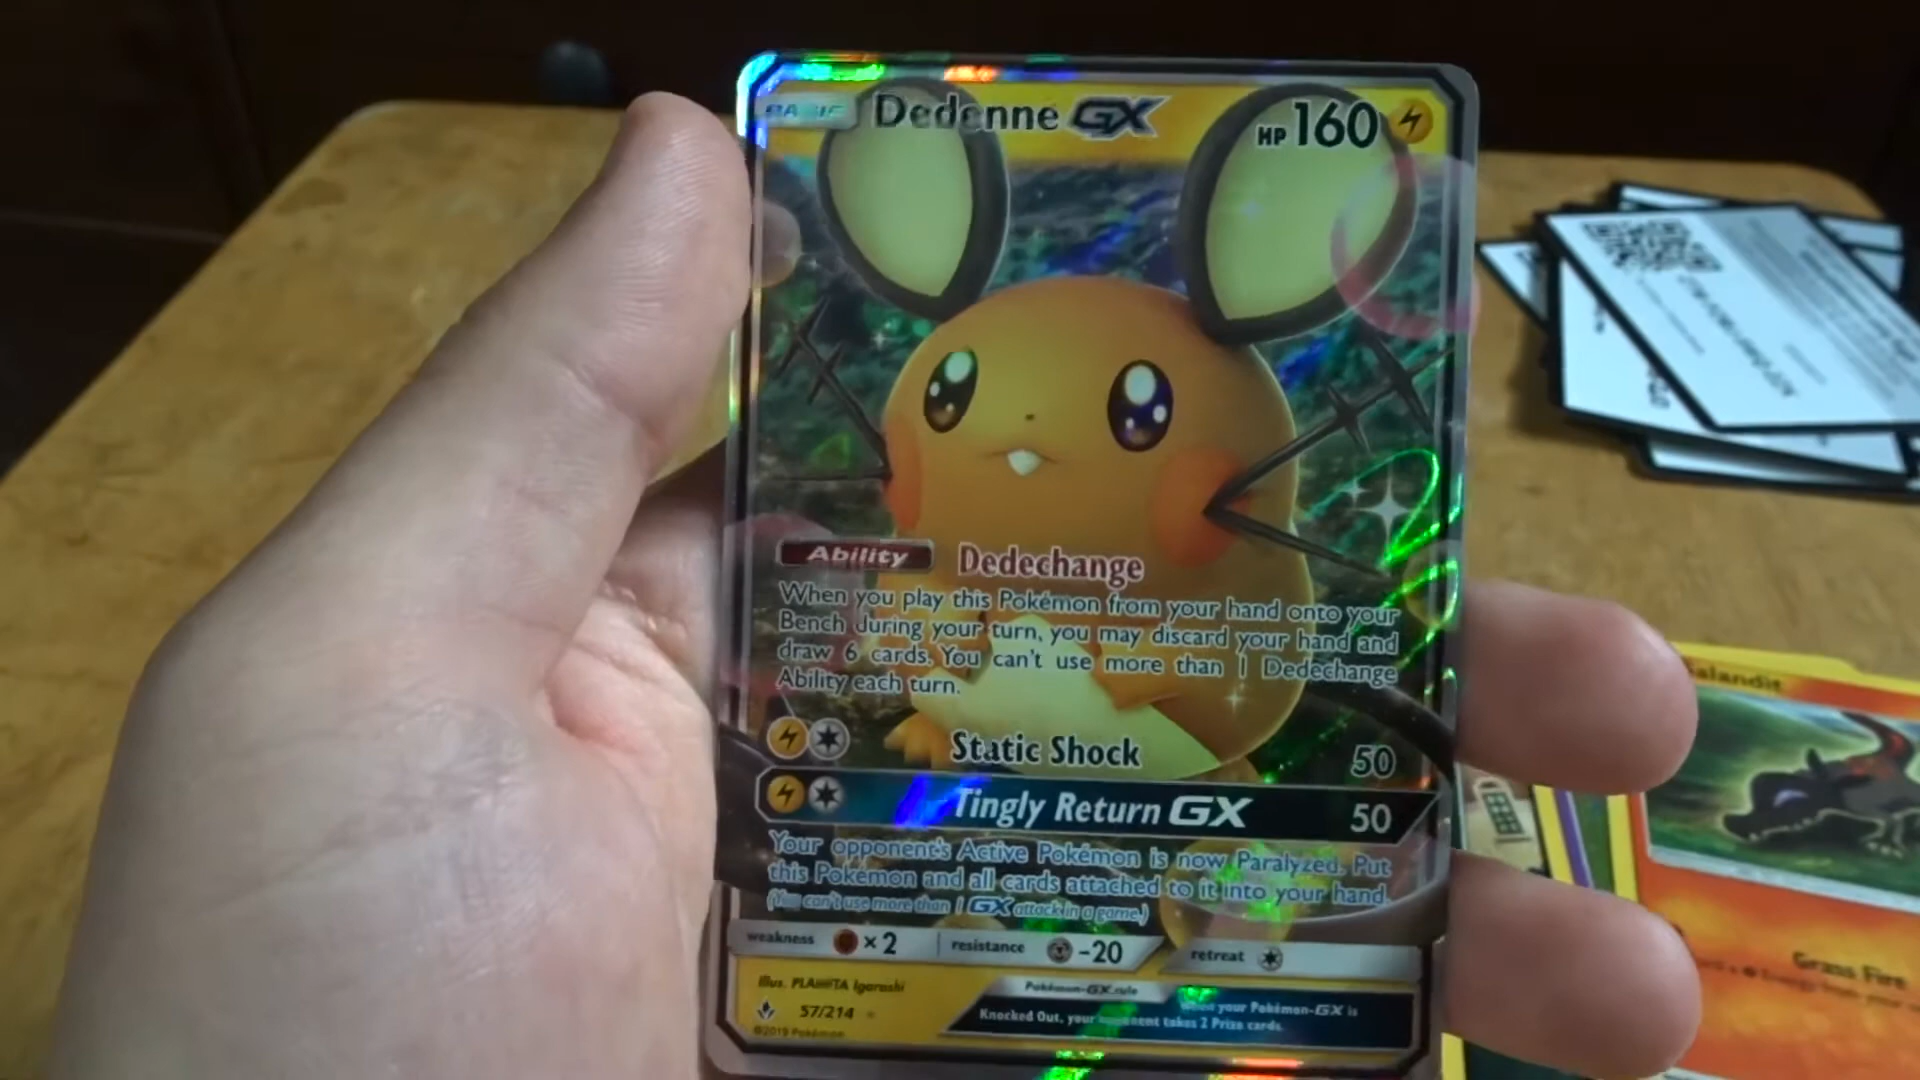 BASIC Dedenne GX HP 160
Ability Dedechange
When you play this Pokémon from your hand onto your
Bench during your turn, you may discard your hand and
draw 6 cards. You can't use more than 1 Dedechange
Ability each turn.
Static Shock 50
Tingly Return GX 50
Your opponent's Active Pokémon is now Paralyzed. Put
this Pokémon and all cards attached to it into your hand.
(You can't use more than 1 GX attack in a game.)
weakness ×2 resistance -20 retreat
Illus. PLANETA Igarashi
57/214
©2019 Pokémon
Pokémon-GX rule
When your Pokémon-GX is
Knocked Out, your opponent takes 2 Prize cards.
Salandit
Grass Fire